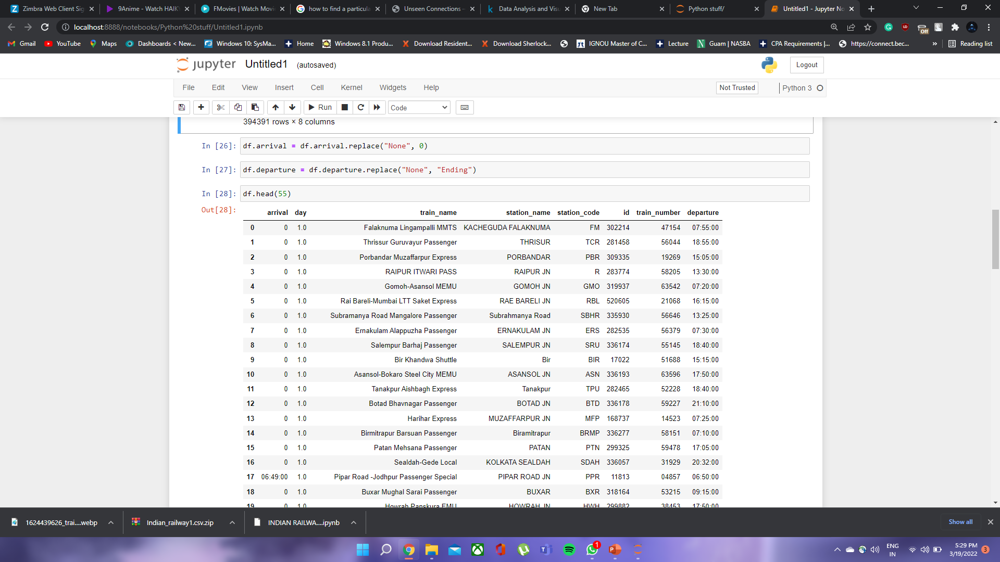 Zimbra Web Client Sig
9Anime - Watch HAIK
FMovies | Watch Movi
how to find a particula
Unseen Connections -
Data Analysis and Visu
New Tab
Python stuff/
Untitled1 - Jupyter No
localhost:8888/notebooks/Python%20stuff/Untitled1.ipynb
Off
Gmail YouTube Maps Dashboards < New... Windows 10: SysMa... Home Windows 8.1 Produ... Download Resident... Download Sherlock... IGNOU Master of C... Lecture Guam | NASBA CPA Requirements |... https://connect.bec... » Reading list
jupyter Untitled1 (autosaved) Logout
File Edit View Insert Cell Kernel Widgets Help Not Trusted Python 3
Run Code
394391 rows × 8 columns
In [26]: df.arrival = df.arrival.replace("None", 0)
In [27]: df.departure = df.departure.replace("None", "Ending")
In [28]: df.head(55)
Out[28]:
arrival day train_name station_name station_code id train_number departure
0 0 1.0 Falaknuma Lingampalli MMTS KACHEGUDA FALAKNUMA FM 302214 47154 07:55:00
1 0 1.0 Thrissur Guruvayur Passenger THRISUR TCR 281458 56044 18:55:00
2 0 1.0 Porbandar Muzaffarpur Express PORBANDAR PBR 309335 19269 15:05:00
3 0 1.0 RAIPUR ITWARI PASS RAIPUR JN R 283774 58205 13:30:00
4 0 1.0 Gomoh-Asansol MEMU GOMOH JN GMO 319937 63542 07:20:00
5 0 1.0 Rai Bareli-Mumbai LTT Saket Express RAE BARELI JN RBL 520605 21068 16:15:00
6 0 1.0 Subramanya Road Mangalore Passenger Subrahmanya Road SBHR 335930 56646 13:25:00
7 0 1.0 Ernakulam Alappuzha Passenger ERNAKULAM JN ERS 282535 56379 07:30:00
8 0 1.0 Salempur Barhaj Passenger SALEMPUR JN SRU 336174 55145 18:40:00
9 0 1.0 Bir Khandwa Shuttle Bir BIR 17022 51688 15:15:00
10 0 1.0 Asansol-Bokaro Steel City MEMU ASANSOL JN ASN 336193 63596 17:50:00
11 0 1.0 Tanakpur Aishbagh Express Tanakpur TPU 282465 52228 18:40:00
12 0 1.0 Botad Bhavnagar Passenger BOTAD JN BTD 336178 59227 21:10:00
13 0 1.0 Harihar Express MUZAFFARPUR JN MFP 168737 14523 07:25:00
14 0 1.0 Birmitrapur Barsuan Passenger Biramitrapur BRMP 336277 58151 07:10:00
15 0 1.0 Patan Mehsana Passenger PATAN PTN 299325 59478 17:05:00
16 0 1.0 Sealdah-Gede Local KOLKATA SEALDAH SDAH 336057 31929 20:32:00
17 06:49:00 1.0 Pipar Road -Jodhpur Passenger Special PIPAR ROAD JN PPR 11813 04857 06:50:00
18 0 1.0 Buxar Mughal Sarai Passenger BUXAR BXR 318164 53215 09:15:00
19 0 1.0 Howrah Panskura EMU HOWRAH JN HWH 299882 38453 17:50:00
1624439626_trai....webp Indian_railway1.csv.zip INDIAN RAILWA....ipynb Show all
1
ENG
IN
5:29 PM
3/19/2022
3